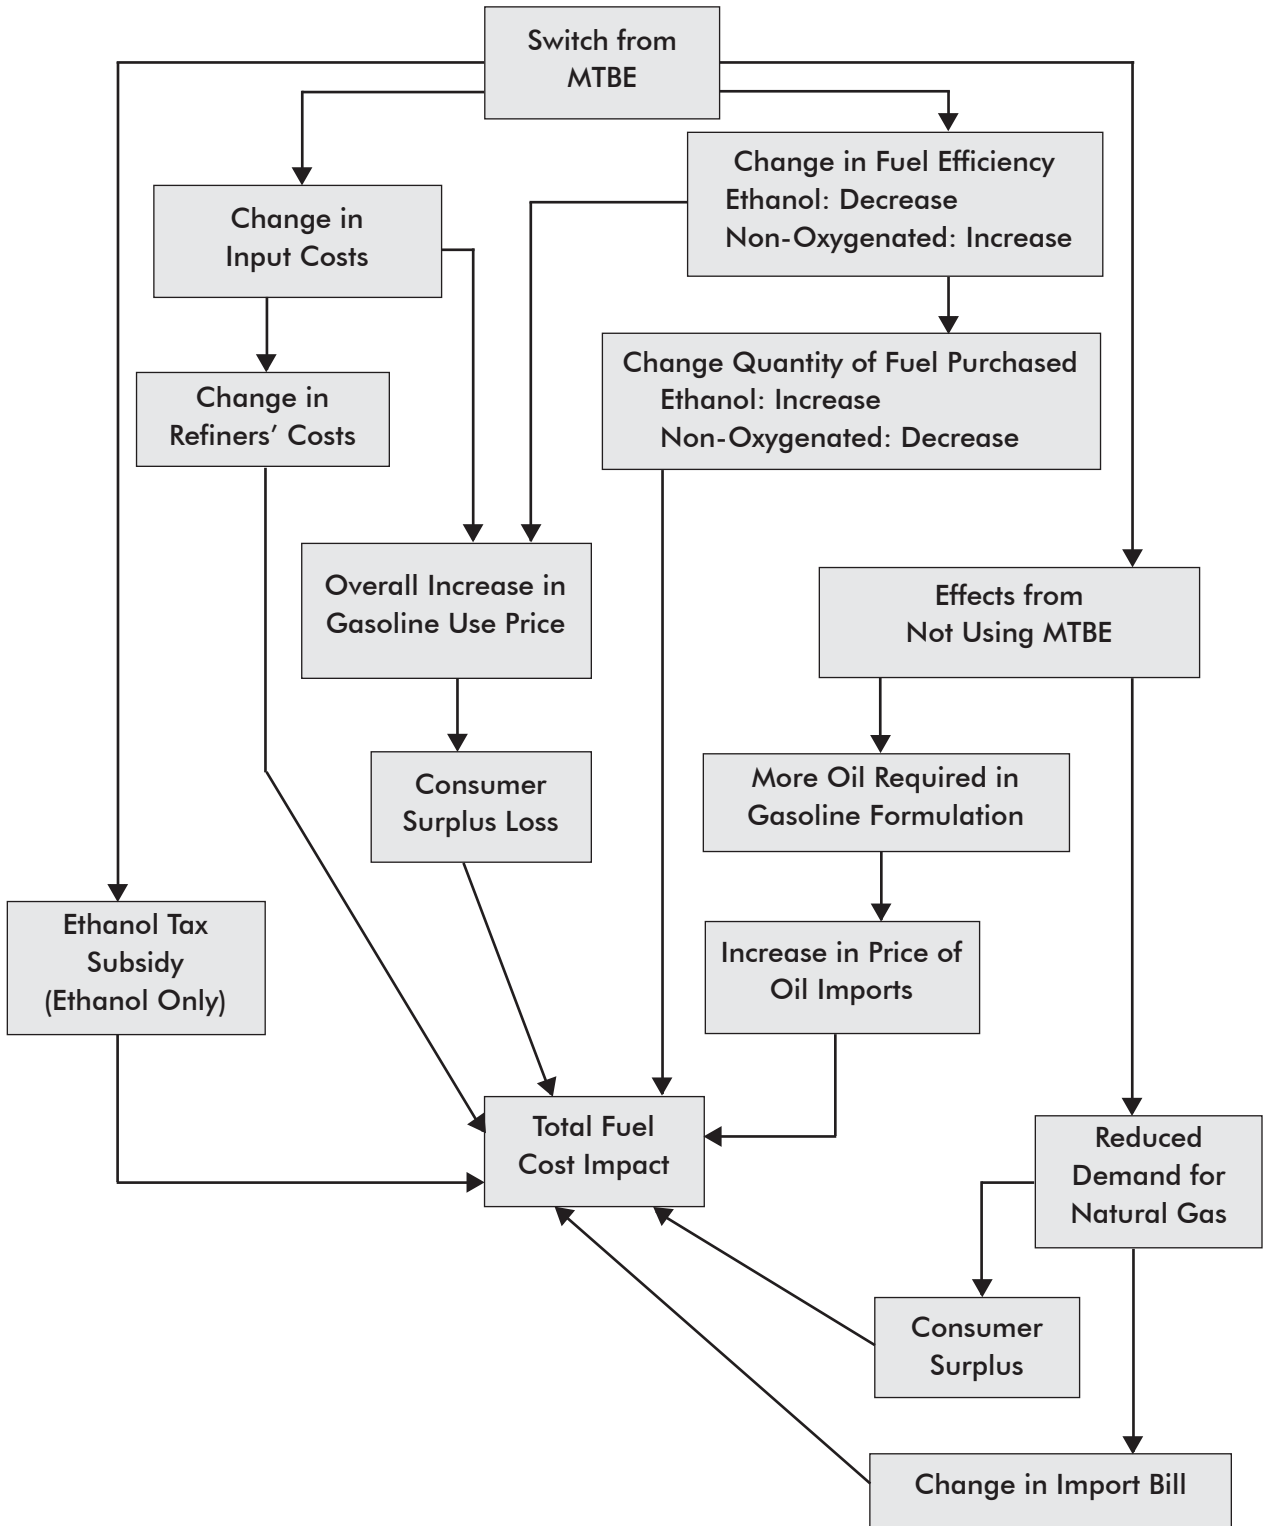 Switch from
MTBE
Change in Fuel Efficiency
Ethanol: Decrease
Non-Oxygenated: Increase
Change in
Input Costs
Change Quantity of Fuel Purchased
Ethanol: Increase
Non-Oxygenated: Decrease
Change in
Refiners’ Costs
Overall Increase in
Gasoline Use Price
Effects from
Not Using MTBE
Consumer
Surplus Loss
More Oil Required in
Gasoline Formulation
Ethanol Tax
Subsidy
(Ethanol Only)
Increase in Price of
Oil Imports
Total Fuel
Cost Impact
Reduced
Demand for
Natural Gas
Consumer
Surplus
Change in Import Bill